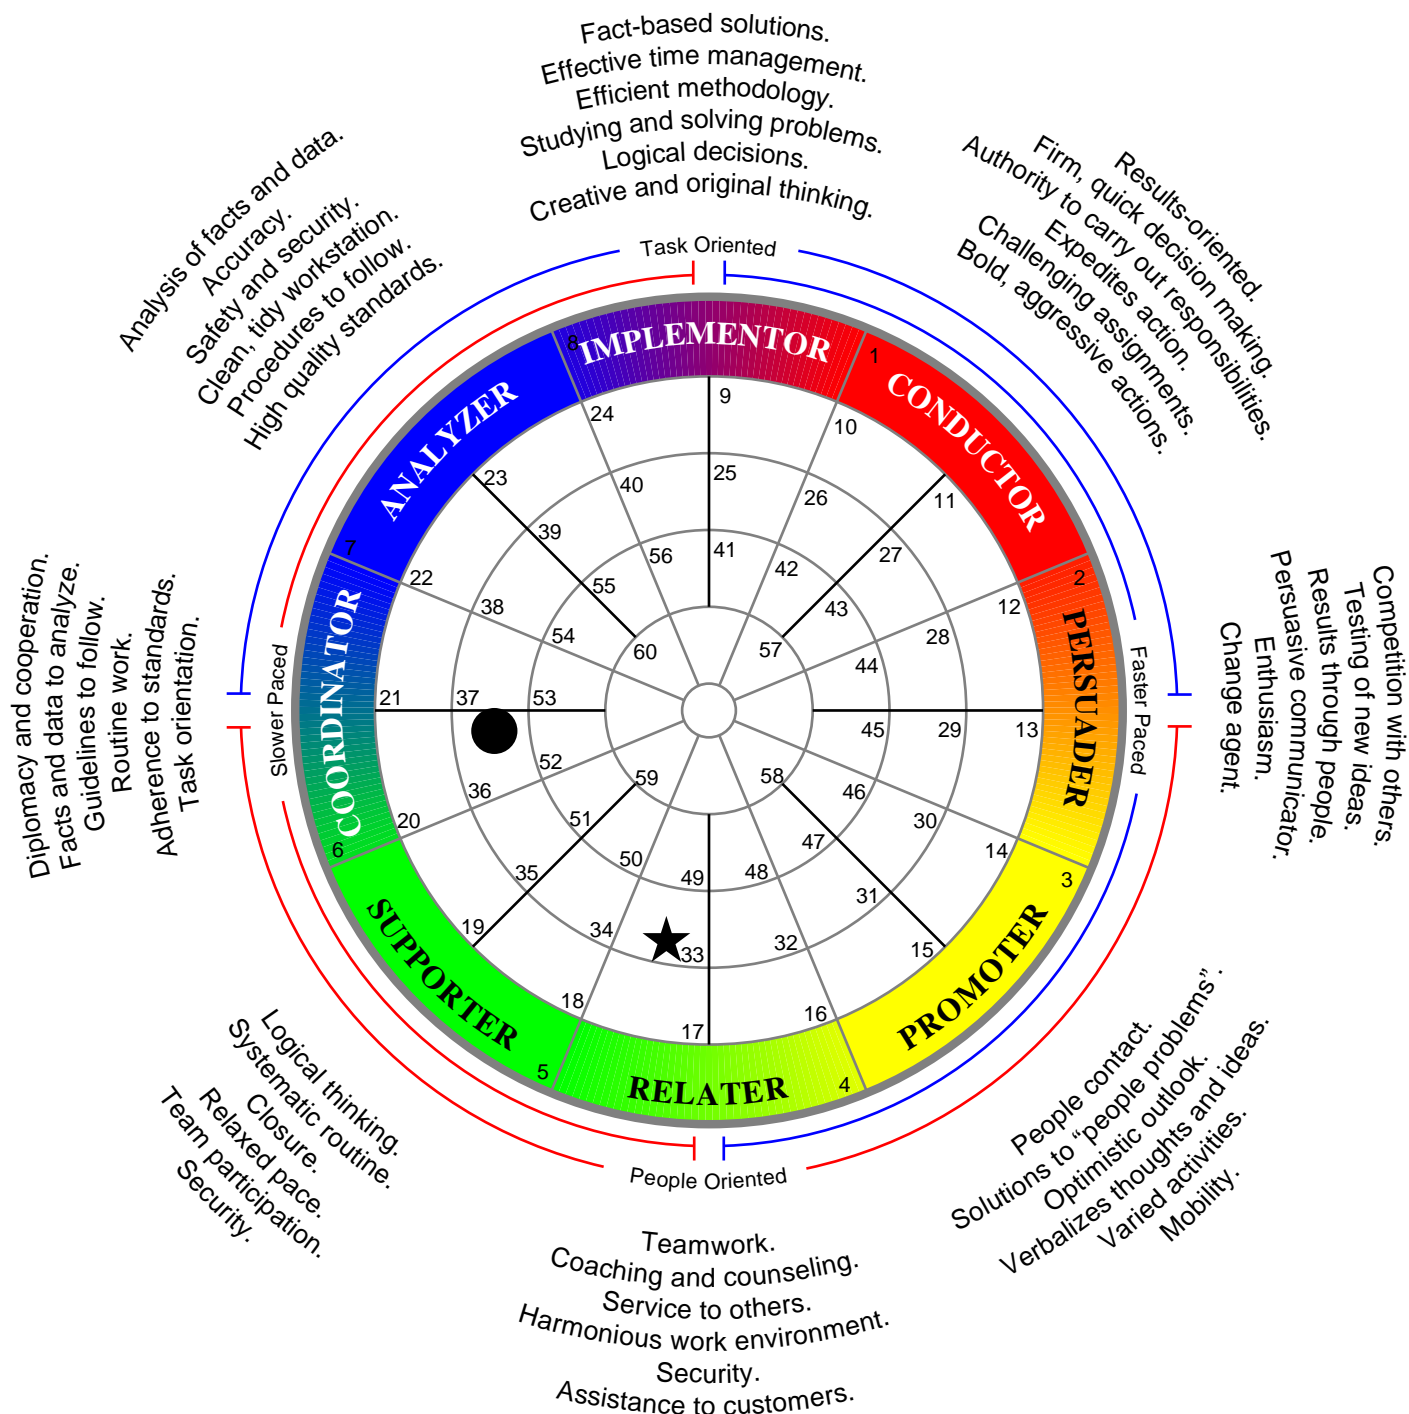 Fact-based solutions.
Effective time management.
Efficient methodology.
Studying and solving problems.
Logical decisions.
Creative and original thinking.
Analysis of facts and data.
Accuracy.
Safety and security.
Clean, tidy workstation.
Procedures to follow.
High quality standards.
Results-oriented.
Firm, quick decision making.
Authority to carry out responsibilities.
Expedites action.
Challenging assignments.
Bold, aggressive actions.
Task Oriented
8
IMPLEMENTOR
1
CONDUCTOR
ANALYZER
7
2
PERSUADER
COORDINATOR
6
3
PROMOTER
SUPPORTER
5
RELATER
4
Slower Paced
Faster Paced
People Oriented
24
9
10
23
40
25
26
11
39
56
41
42
27
22
38
55
43
28
12
54
60
57
44
21
37
53
45
29
13
52
59
58
46
36
20
51
47
30
14
35
50
49
48
31
19
34
33
32
15
18
17
16
Diplomacy and cooperation.
Facts and data to analyze.
Guidelines to follow.
Routine work.
Adherence to standards.
Task orientation.
Competition with others.
Testing of new ideas.
Results through people.
Persuasive communicator.
Enthusiasm.
Change agent.
Logical thinking.
Systematic routine.
Closure.
Relaxed pace.
Team participation.
Security.
People contact.
Solutions to “people problems”.
Optimistic outlook.
Verbalizes thoughts and ideas.
Varied activities.
Mobility.
Teamwork.
Coaching and counseling.
Service to others.
Harmonious work environment.
Security.
Assistance to customers.